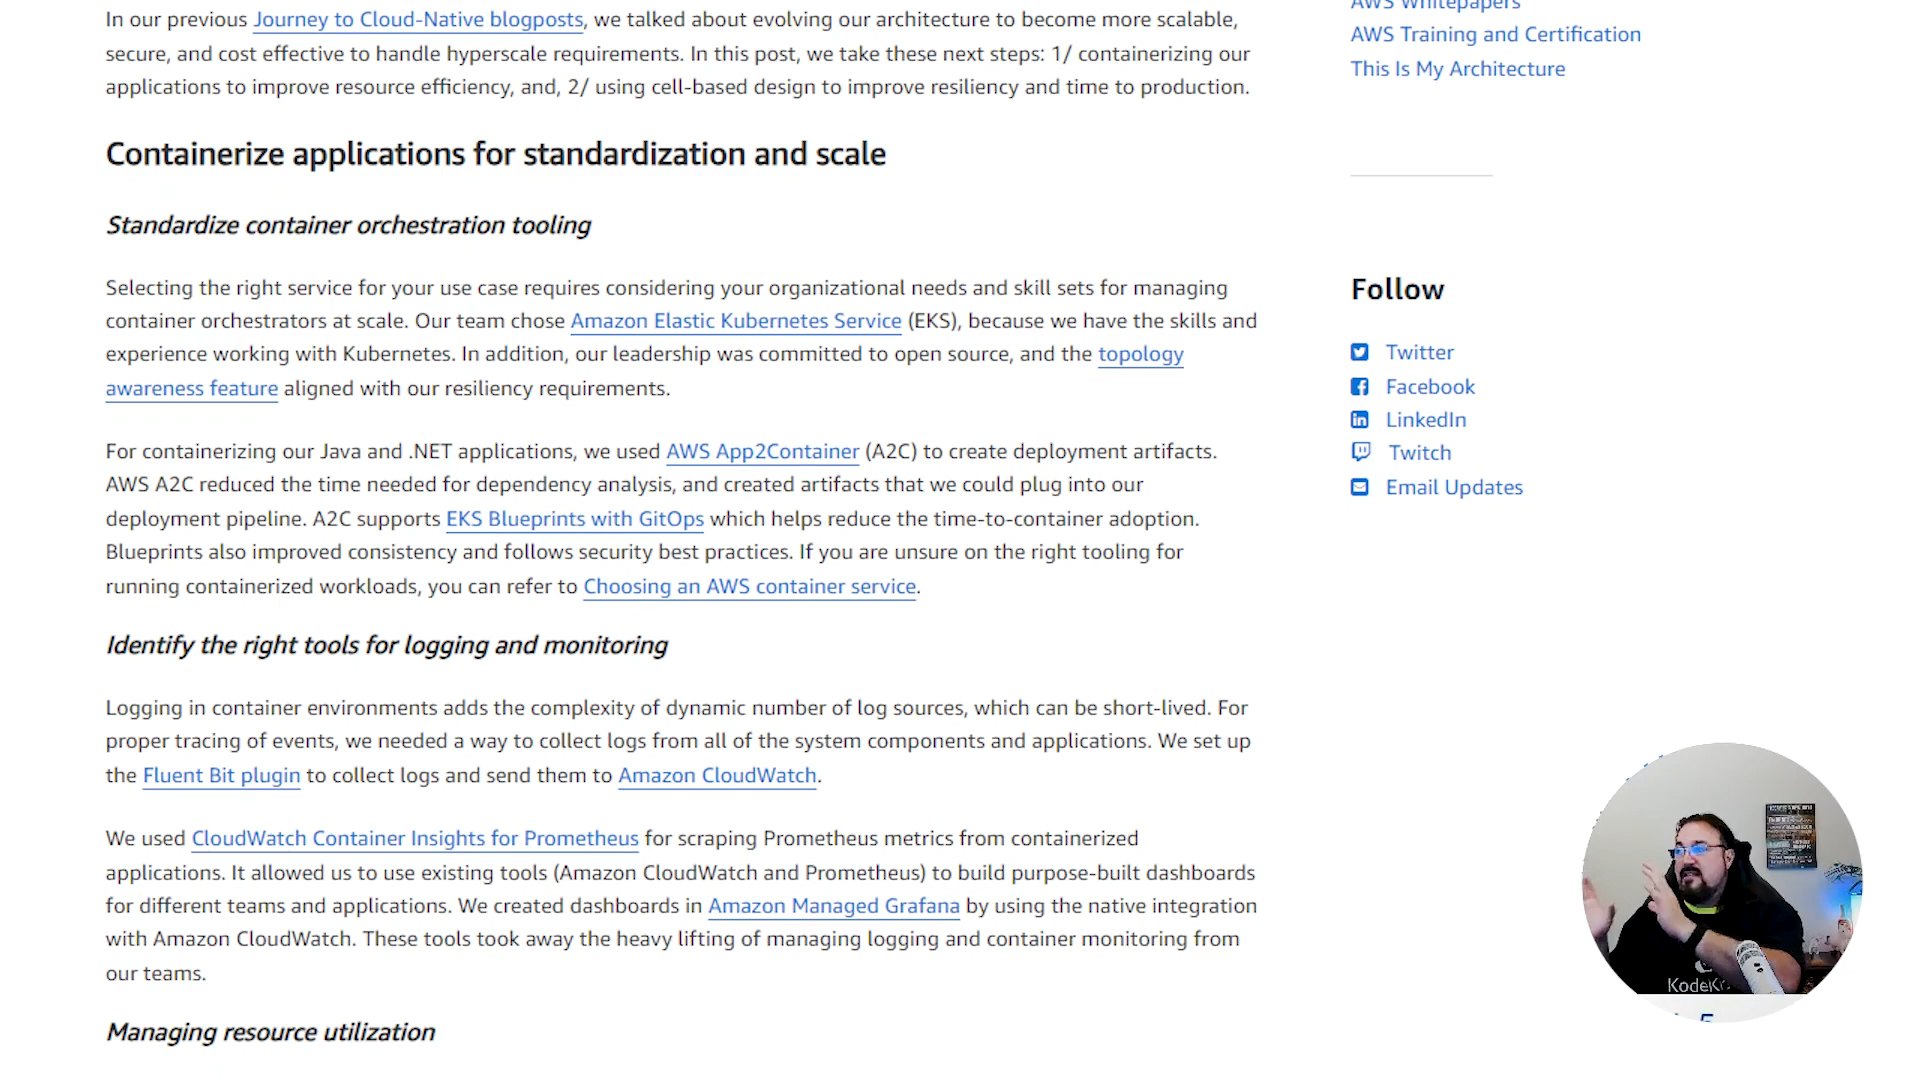 In our previous Journey to Cloud-Native blogposts, we talked about evolving our architecture to become more scalable,
secure, and cost effective to handle hyperscale requirements. In this post, we take these next steps: 1/ containerizing our
applications to improve resource efficiency, and, 2/ using cell-based design to improve resiliency and time to production.
Containerize applications for standardization and scale
Standardize container orchestration tooling
Selecting the right service for your use case requires considering your organizational needs and skill sets for managing
container orchestrators at scale. Our team chose Amazon Elastic Kubernetes Service (EKS), because we have the skills and
experience working with Kubernetes. In addition, our leadership was committed to open source, and the topology
awareness feature aligned with our resiliency requirements.
For containerizing our Java and .NET applications, we used AWS App2Container (A2C) to create deployment artifacts.
AWS A2C reduced the time needed for dependency analysis, and created artifacts that we could plug into our
deployment pipeline. A2C supports EKS Blueprints with GitOps which helps reduce the time-to-container adoption.
Blueprints also improved consistency and follows security best practices. If you are unsure on the right tooling for
running containerized workloads, you can refer to Choosing an AWS container service.
Identify the right tools for logging and monitoring
Logging in container environments adds the complexity of dynamic number of log sources, which can be short-lived. For
proper tracing of events, we needed a way to collect logs from all of the system components and applications. We set up
the Fluent Bit plugin to collect logs and send them to Amazon CloudWatch.
We used CloudWatch Container Insights for Prometheus for scraping Prometheus metrics from containerized
applications. It allowed us to use existing tools (Amazon CloudWatch and Prometheus) to build purpose-built dashboards
for different teams and applications. We created dashboards in Amazon Managed Grafana by using the native integration
with Amazon CloudWatch. These tools took away the heavy lifting of managing logging and container monitoring from
our teams.
Managing resource utilization
AWS Whitepapers
AWS Training and Certification
This Is My Architecture
Follow
Twitter
Facebook
LinkedIn
Twitch
Email Updates
KodeKr